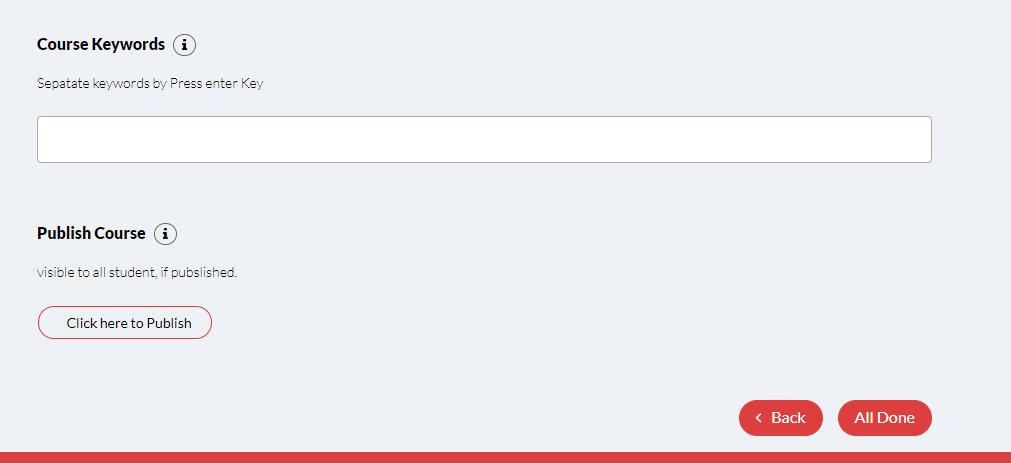 Course Keywords i
Sepatate keywords by Press enter Key
Publish Course i
visible to all student, if pubslished.
Click here to Publish
< Back
All Done